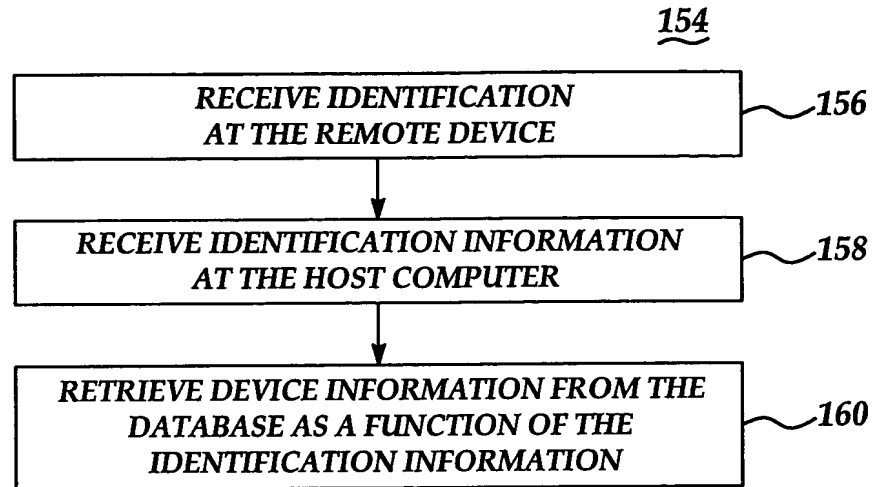 154
RECEIVE IDENTIFICATION
AT THE REMOTE DEVICE
156
RECEIVE IDENTIFICATION INFORMATION
AT THE HOST COMPUTER
158
RETRIEVE DEVICE INFORMATION FROM THE
DATABASE AS A FUNCTION OF THE
IDENTIFICATION INFORMATION
160